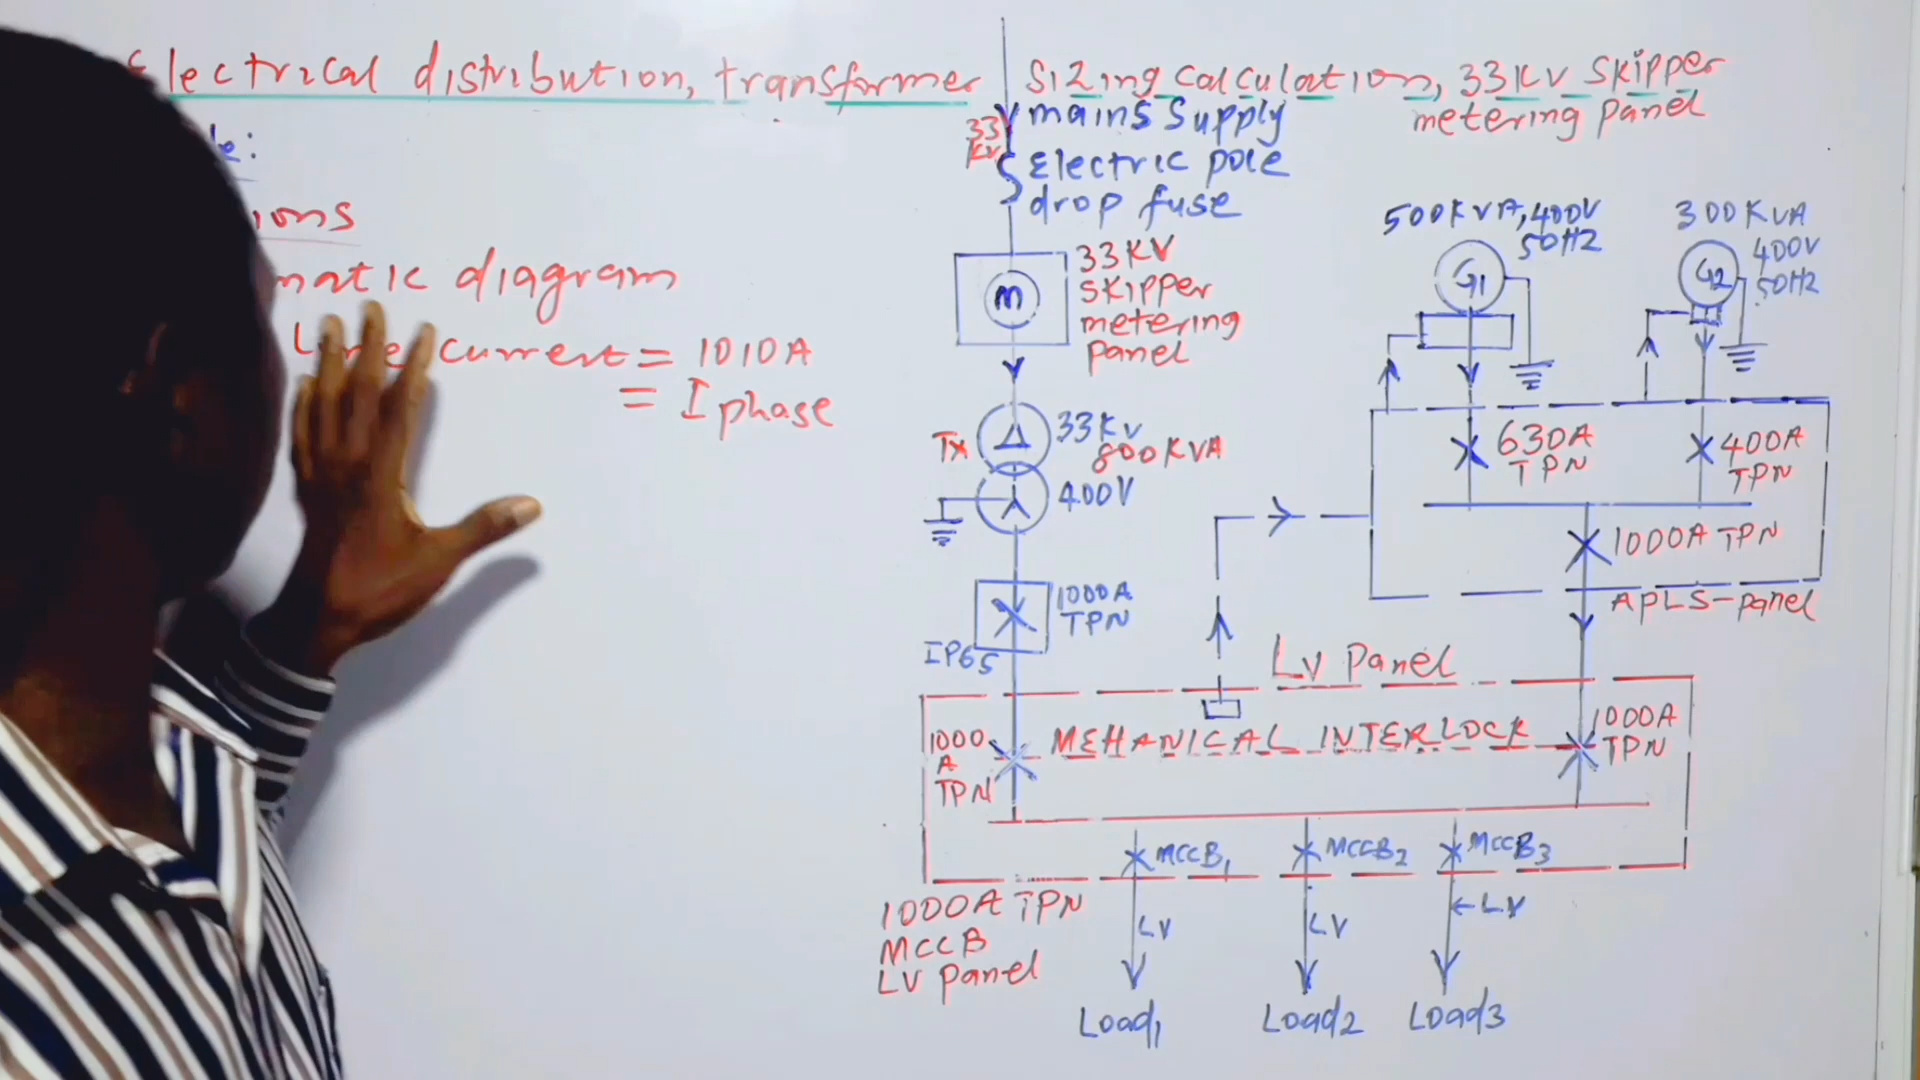 Electrical distribution, transformer sizing calculation, 33KV SKIPPER
metering panel
diagram
Line current = 1010A
= I phase
33
KV
mains supply
Electric pole
drop fuse
M
33KV
SKIPPER
metering
panel
Tx
Δ
33KV
800KVA
400V
1000A
TPN
IP65
500KVA, 400V
50HZ
G1
300KVA
400V
50HZ
G2
630A
TPN
400A
TPN
1000A TPN
APLS-panel
LV Panel
1000
A
TPN
MEHANICAL INTERLOCK
1000A
TPN
MCCB1
MCCB2
MCCB3
1000A TPN
MCCB
LV panel
LV
LV
LV
Load1
Load2
Load3